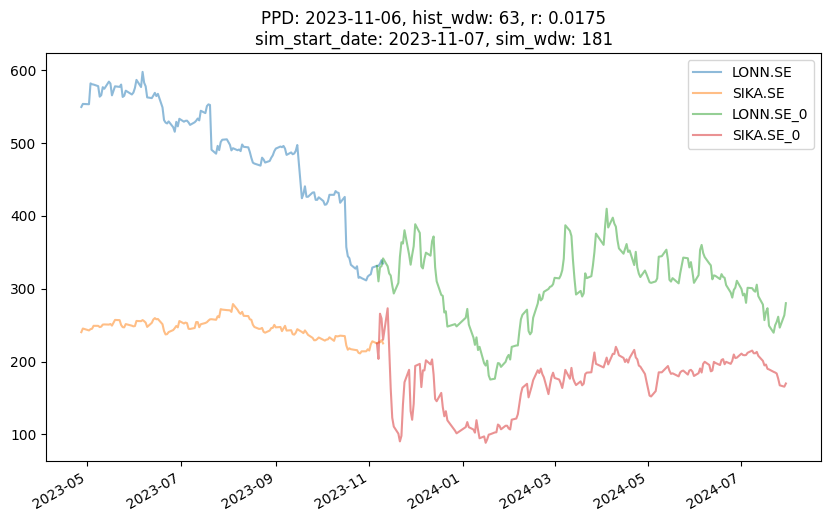 PPD: 2023-11-06, hist_wdw: 63, r: 0.0175
sim_start_date: 2023-11-07, sim_wdw: 181
LONN.SE
SIKA.SE
LONN.SE_0
SIKA.SE_0
600
500
400
300
200
100
2023-05
2023-07
2023-09
2023-11
2024-01
2024-03
2024-05
2024-07